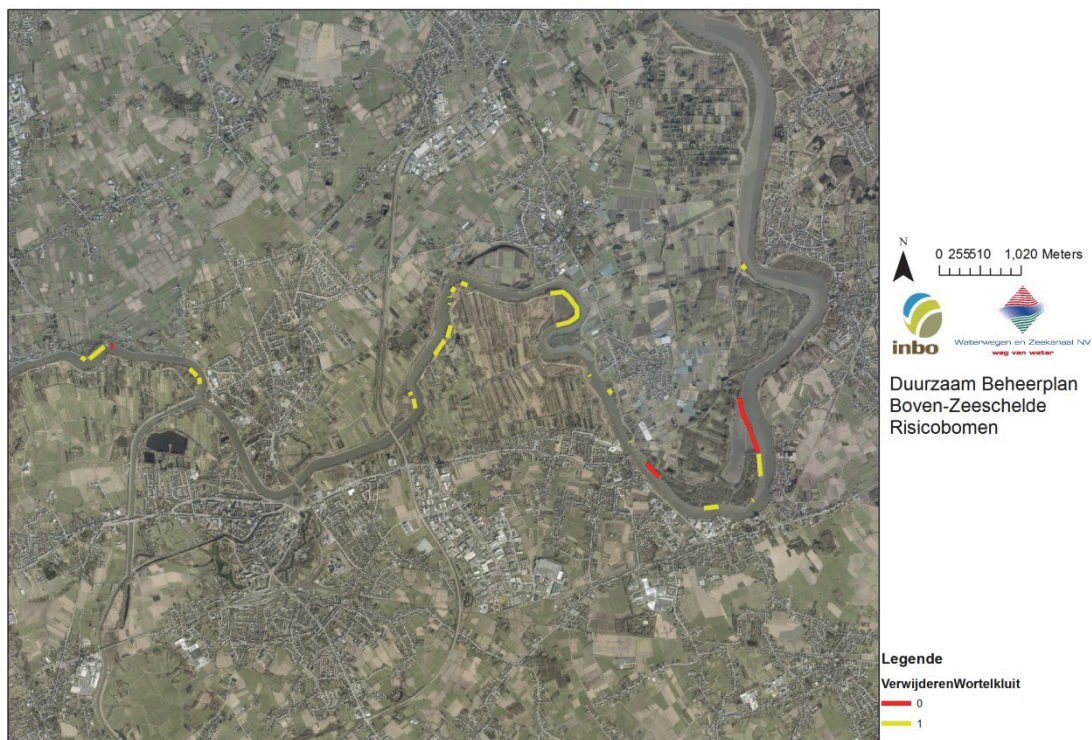 N
0 255510 1,020 Meters
inbo
Waterwegen en Zeekanaal NV
weg van water
Duurzaam Beheerplan
Boven-Zeeschelde
Risicobomen
Legende
VerwijderenWortelkluit
0
1